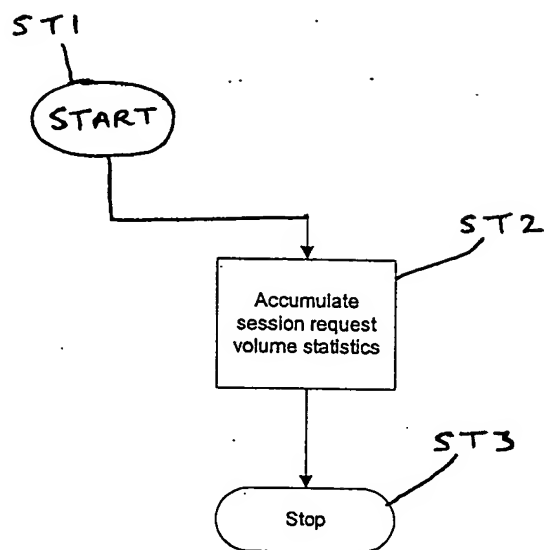 ST1
START
ST2
Accumulate
session request
volume statistics
ST3
Stop